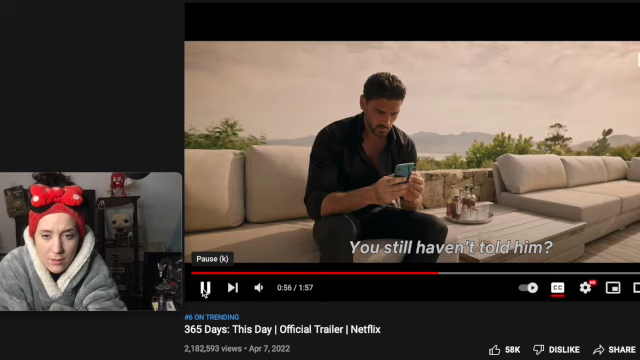 You still haven't told him?
Pause (k)
0:56 / 1:57
CC
#6 ON TRENDING
365 Days: This Day | Official Trailer | Netflix
2,182,593 views • Apr 7, 2022
58K
DISLIKE
SHARE